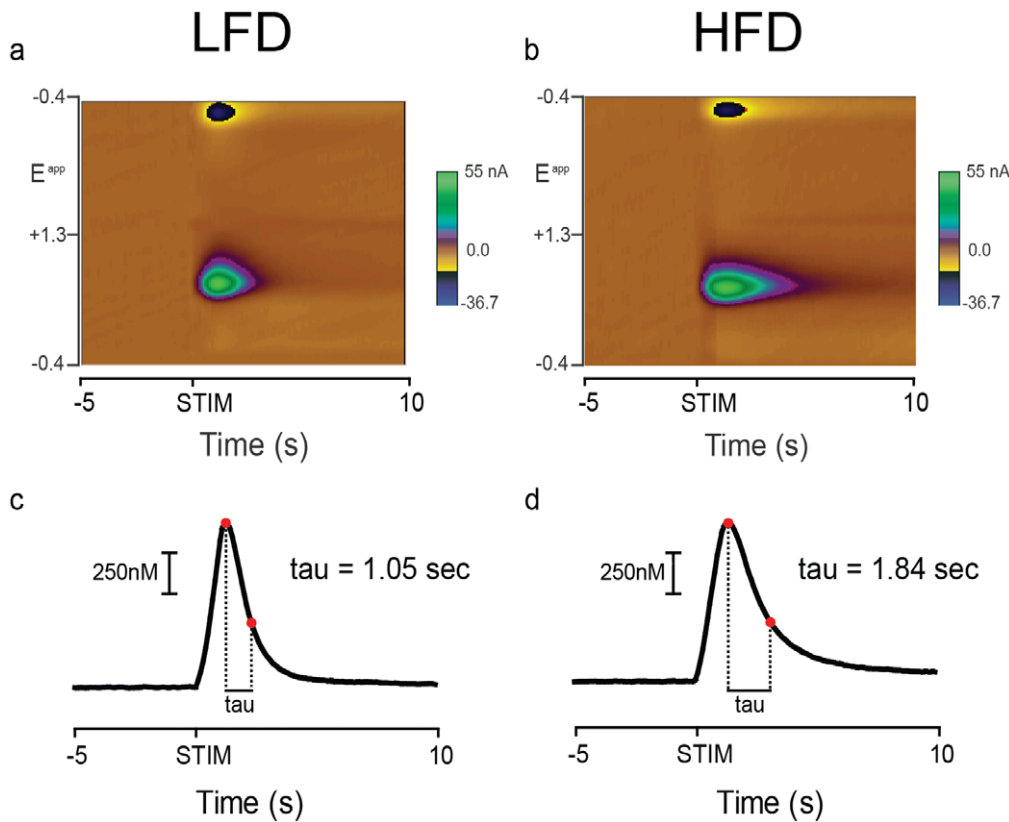 a
LFD
b
HFD
-0.4
E^app
+1.3
-0.4
55 nA
0.0
-36.7
-5
STIM
10
Time (s)
-0.4
E^app
+1.3
-0.4
55 nA
0.0
-36.7
-5
STIM
10
Time (s)
c
250nM
tau = 1.05 sec
tau
-5
STIM
10
Time (s)
d
250nM
tau = 1.84 sec
tau
-5
STIM
10
Time (s)